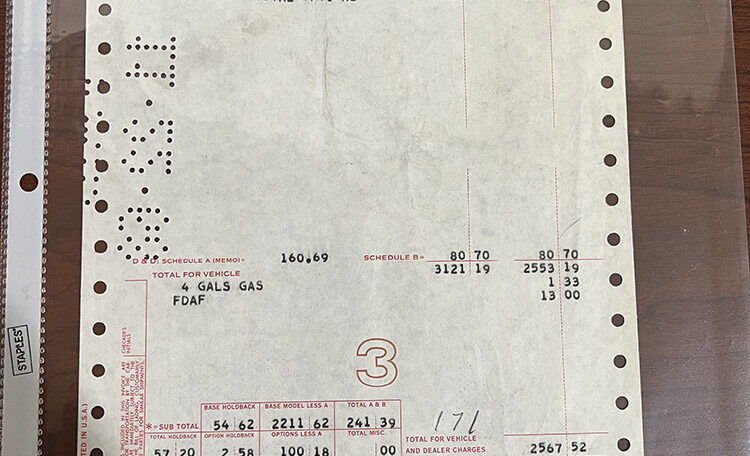 D & D: SCHEDULE A (MEMO)= 160.69 SCHEDULE B= 80 70 80 70
TOTAL FOR VEHICLE 3121 19 2553 19
4 GALS GAS 1 33
FDAF 13 00
3
BASE HOLDBACK BASE MODEL LESS A TOTAL A & B
*= SUB TOTAL 54 62 2211 62 241 39
171
TOTAL HOLDBACK OPTION HOLDBACK OPTIONS LESS A TOTAL MISC.
57 20 2 58 100 18 00
TOTAL FOR VEHICLE
AND DEALER CHARGES 2567 52
CHECKER'S
INITIALS
STAPLES